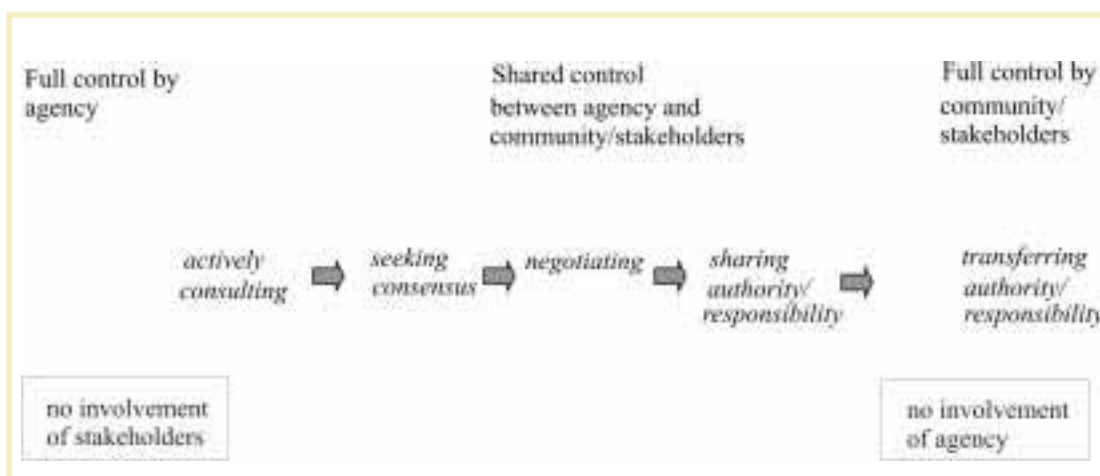 Full control by
agency
Shared control
between agency and
community/stakeholders
Full control by
community/
stakeholders
actively
consulting
seeking
consensus
negotiating
sharing
authority/
responsibility
transferring
authority/
responsibility
no involvement
of stakeholders
no involvement
of agency